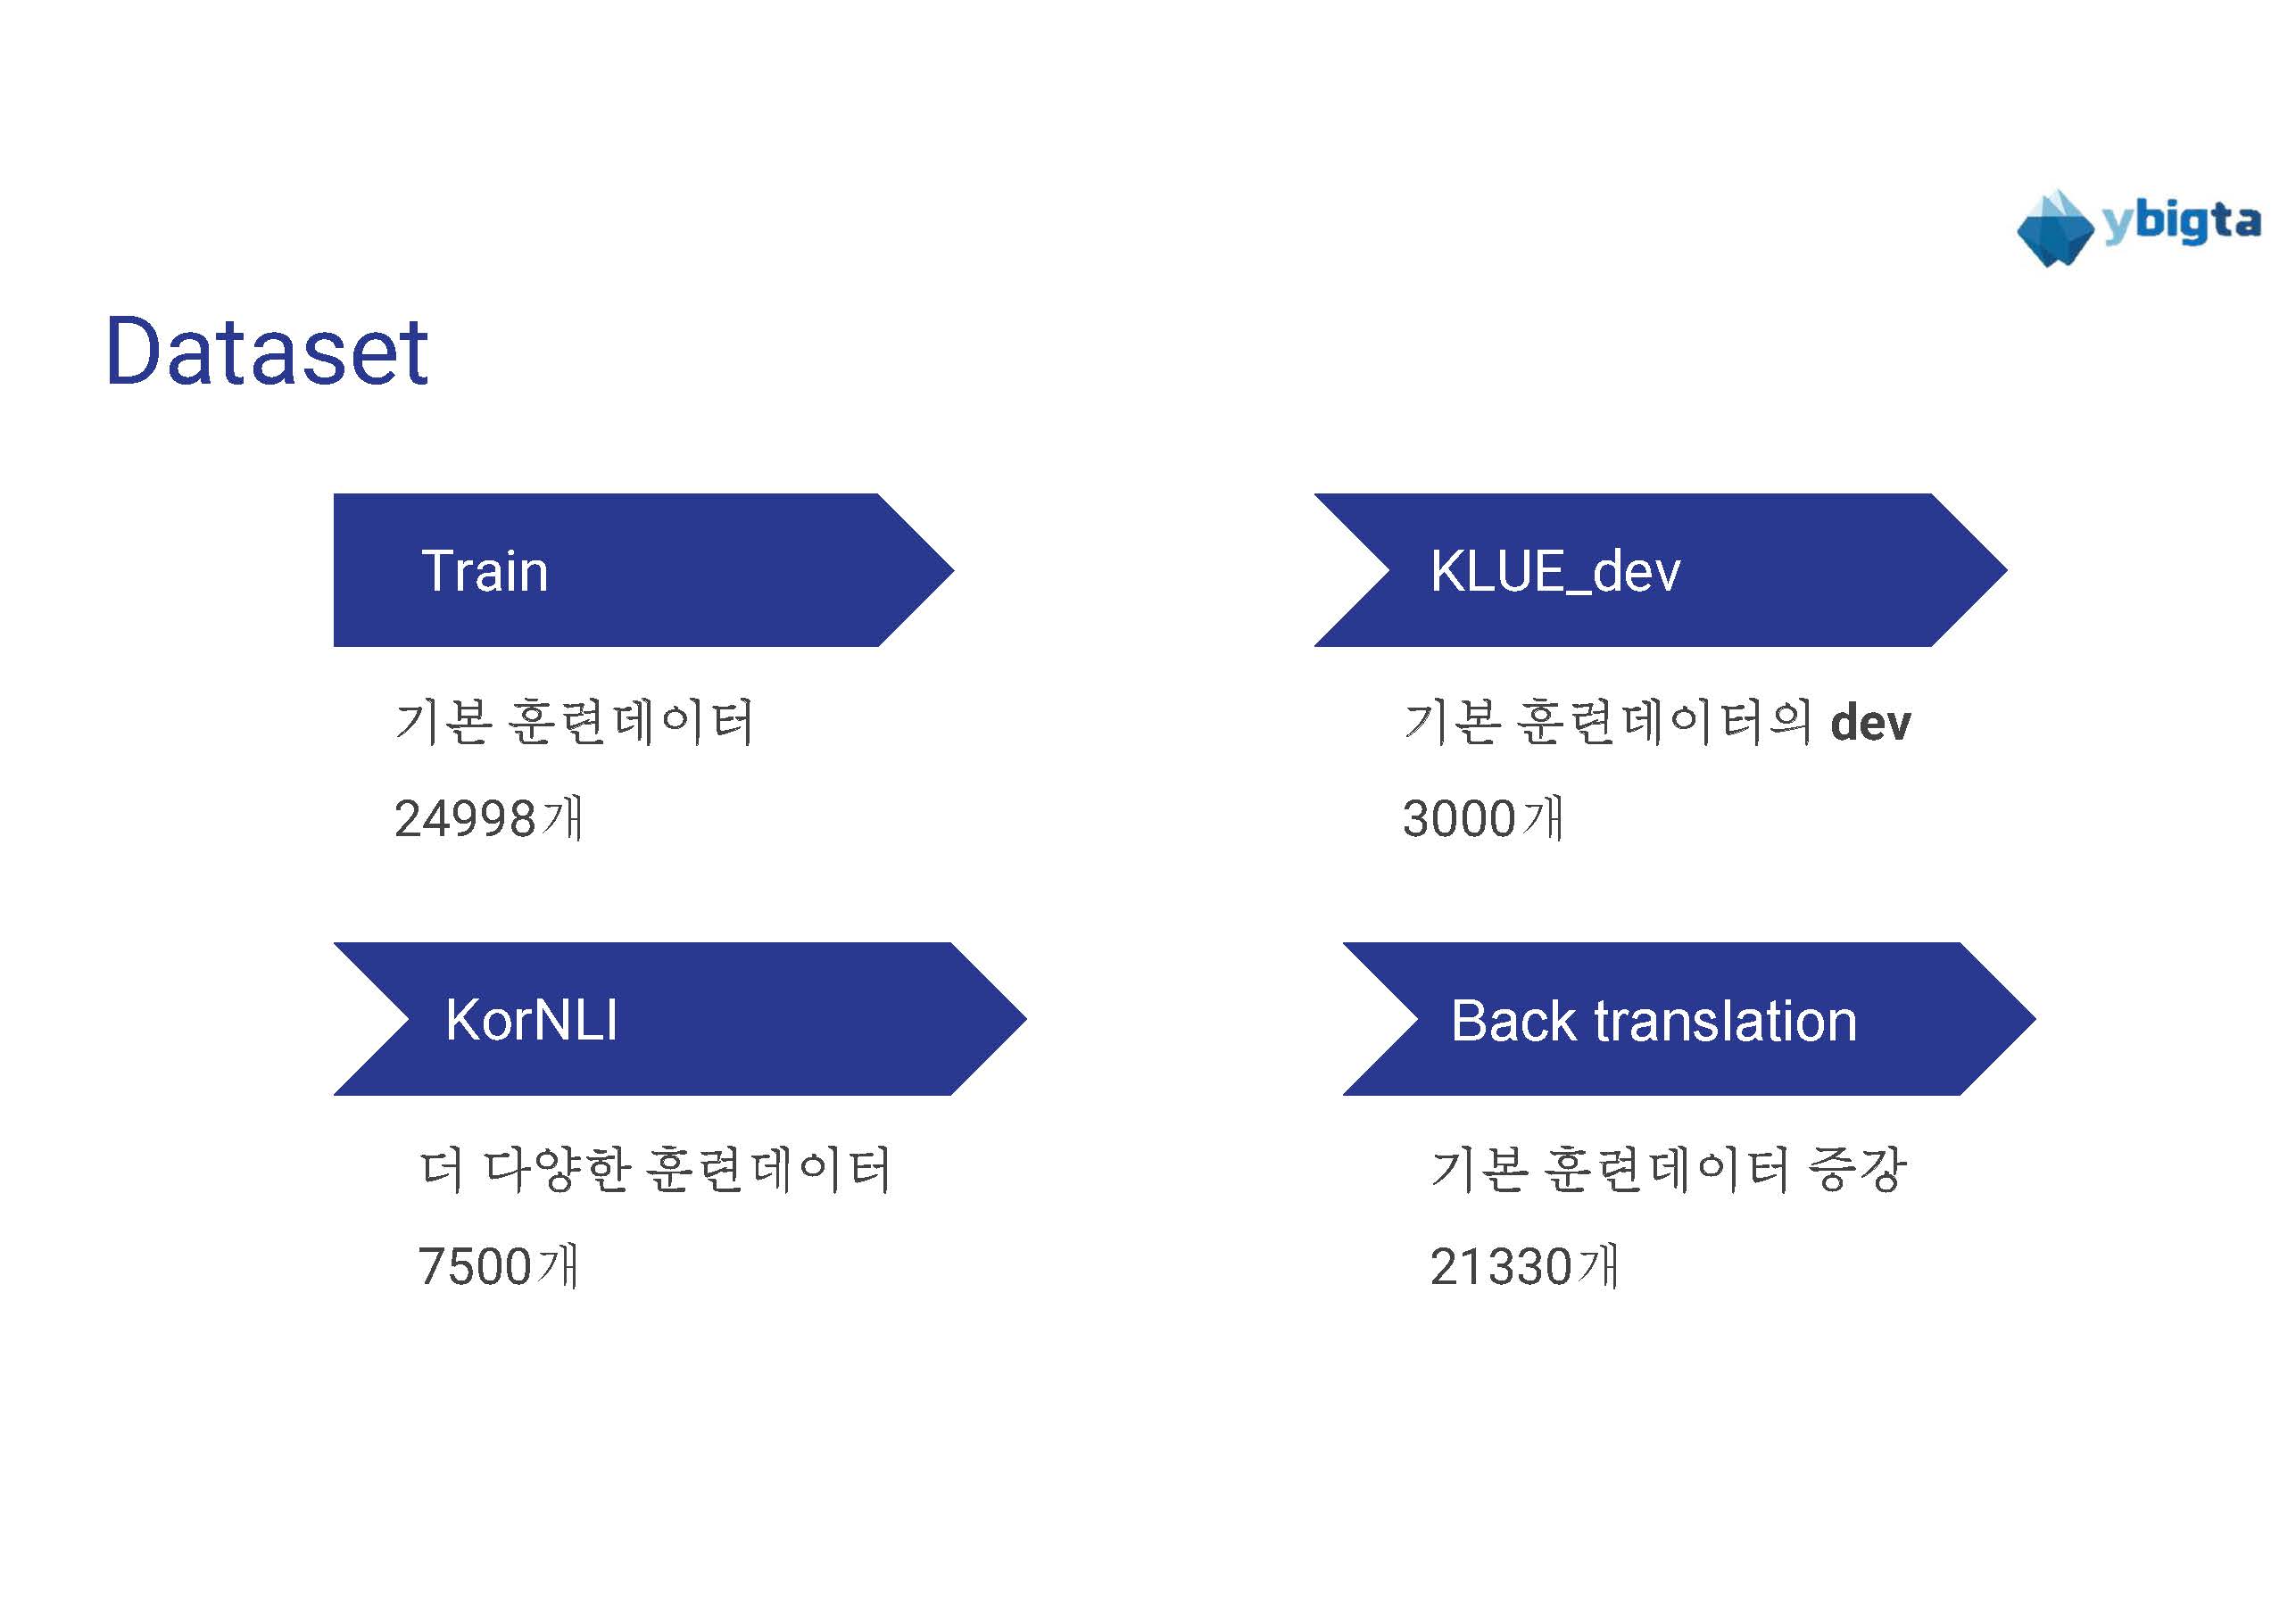 ybigta
Dataset
Train
기본 훈련데이터
24998개
KLUE_dev
기본 훈련데이터의 dev
3000개
KorNLI
더 다양한 훈련데이터
7500개
Back translation
기본 훈련데이터 증강
21330개